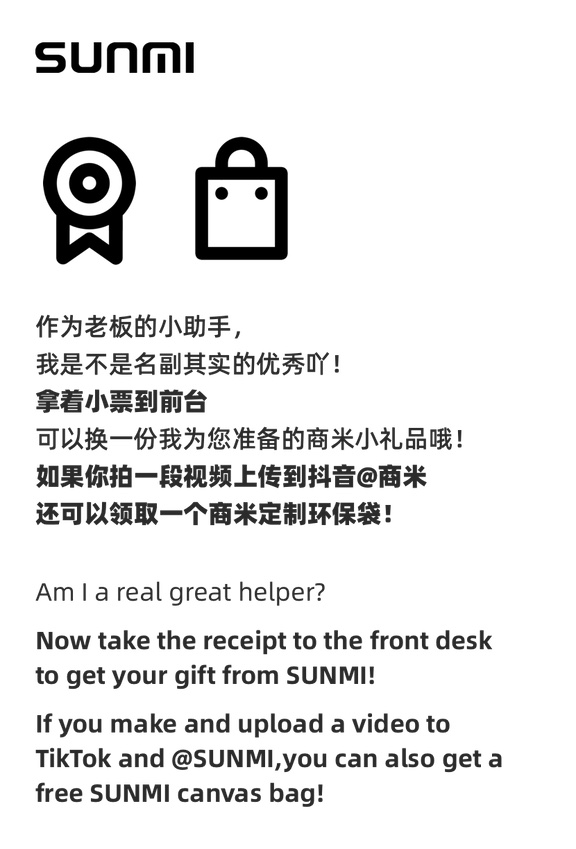 SUNMI
作为老板的小助手，
我是不是名副其实的优秀吖！
拿着小票到前台
可以换一份我为您准备的商米小礼品哦！
如果你拍一段视频上传到抖音@商米
还可以领取一个商米定制环保袋！
Am I a real great helper?
Now take the receipt to the front desk
to get your gift from SUNMI!
If you make and upload a video to
TikTok and @SUNMI,you can also get a
free SUNMI canvas bag!